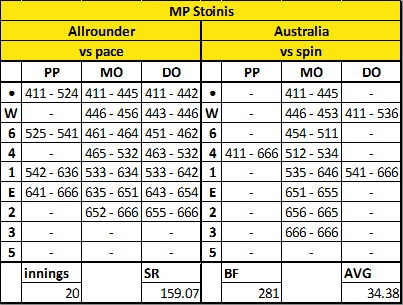 MP Stoinis
Allrounder Australia
vs pace vs spin
PP MO DO PP MO DO
• 411 - 524 411 - 445 411 - 442 • - 411 - 445 -
W - 446 - 456 443 - 446 W - 446 - 453 411 - 536
6 525 - 541 461 - 464 451 - 462 6 - 454 - 511 -
4 - 465 - 532 463 - 532 4 411 - 666 512 - 534 -
1 542 - 636 533 - 634 533 - 642 1 - 535 - 646 541 - 666
E 641 - 666 635 - 651 643 - 654 E - 651 - 655 -
2 - 652 - 666 655 - 666 2 - 656 - 665 -
3 - - - 3 - 666 - 666 -
5 - - - 5 - - -
innings SR BF AVG
20 159.07 281 34.38